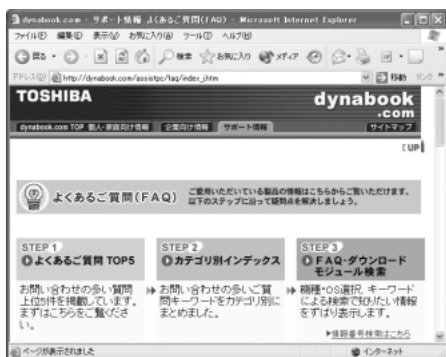 dynabook.com - サポート情報 よくあるご質問(FAQ) - Microsoft Internet Explorer
ファイル(F) 編集(E) 表示(V) お気に入り(A) ツール(T) ヘルプ(H)
戻る 検索 お気に入り メディア
アドレス(D) http://dynabook.com/assistpc/faq/index_j.htm 移動 リンク
TOSHIBA
dynabook
.com
dynabook.com TOP 個人・家庭向け情報 企業向け情報 サポート情報 サイトマップ
[UP]
よくあるご質問(FAQ)
ご愛用いただいている製品の情報はこちらからご覧いただけます。
以下のステップに沿って疑問点を解決しましょう。
STEP 1
よくあるご質問 TOP5
お問い合わせの多い質問
上位5件を掲載しています。
まずはこちらをご覧くださ
い。
STEP 2
カテゴリ別インデックス
お問い合わせの多いご質
問キーワードをカテゴリ別に
まとめました。
STEP 3
FAQ・ダウンロード
モジュール検索
機種・OS選択、キーワード
による検索で知りたい情報
をずばり表示します。
情報番号検索はこちら
ページが表示されました インターネット